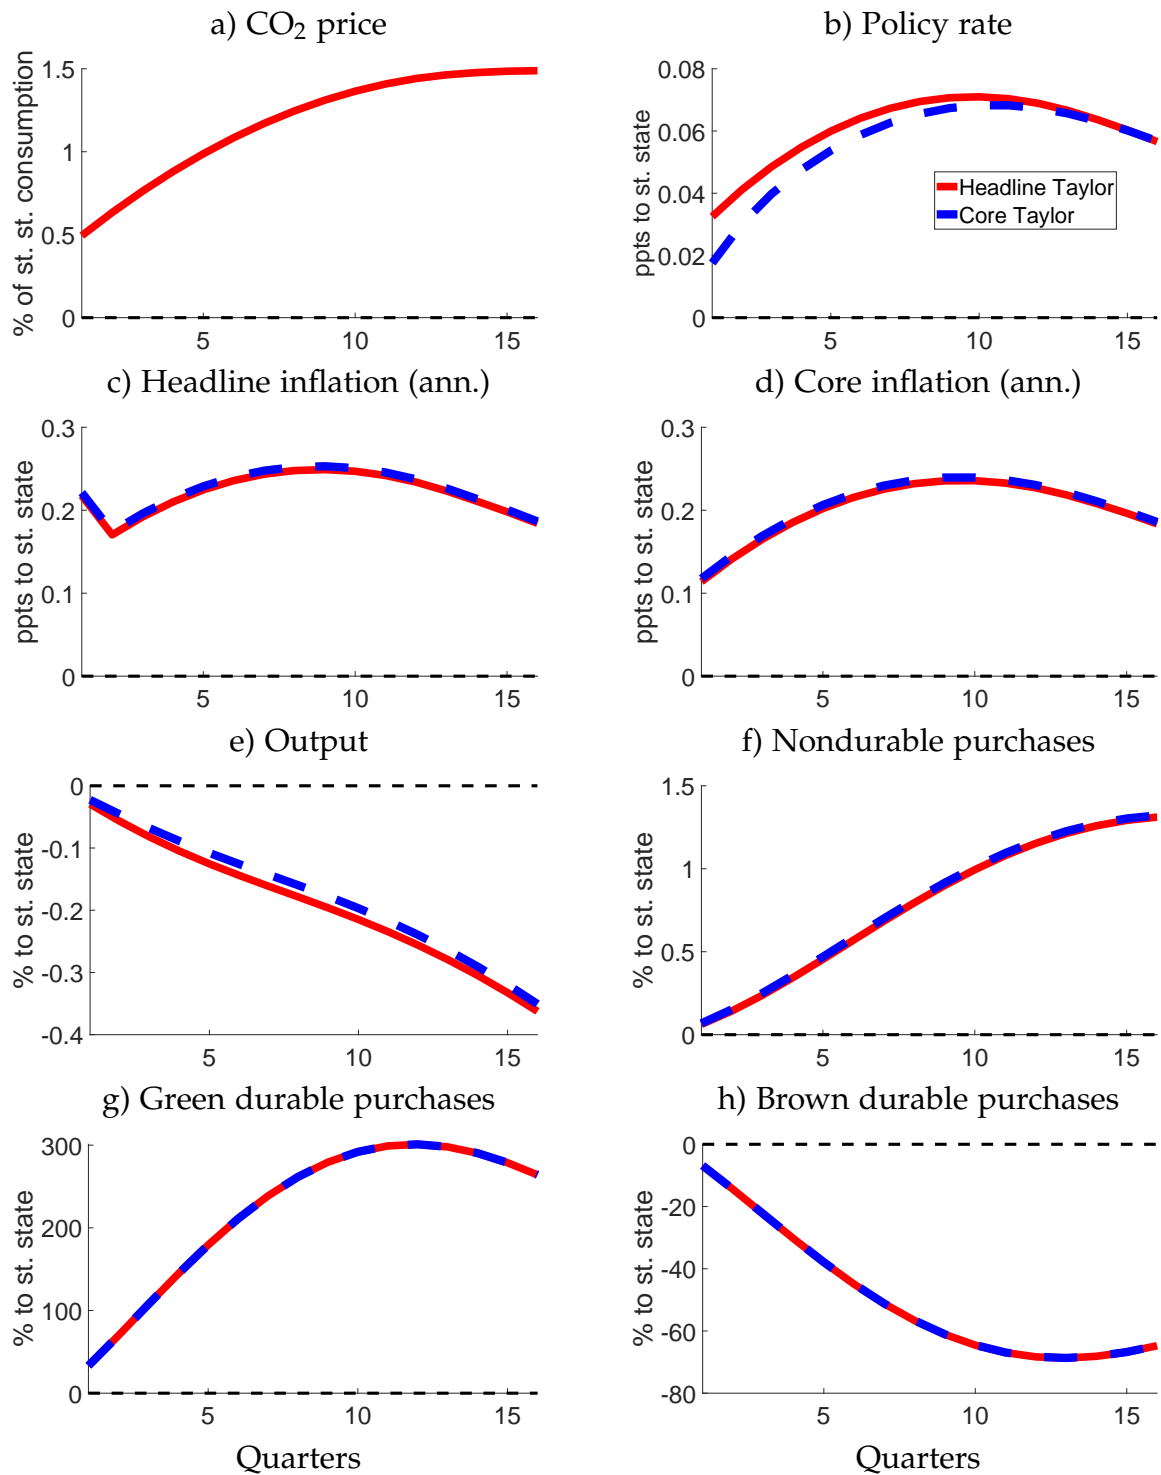 a) CO₂ price
% of st. st. consumption
1.5
1
0.5
0
5
10
15
b) Policy rate
ppts to st. state
0.08
0.06
0.04
0.02
0
5
10
15
Headline Taylor
Core Taylor
c) Headline inflation (ann.)
ppts to st. state
0.3
0.2
0.1
0
5
10
15
d) Core inflation (ann.)
ppts to st. state
0.3
0.2
0.1
0
5
10
15
e) Output
% to st. state
0
-0.1
-0.2
-0.3
-0.4
5
10
15
f) Nondurable purchases
% to st. state
1.5
1
0.5
0
5
10
15
g) Green durable purchases
% to st. state
300
200
100
0
5
10
15
Quarters
h) Brown durable purchases
% to st. state
0
-20
-40
-60
-80
5
10
15
Quarters